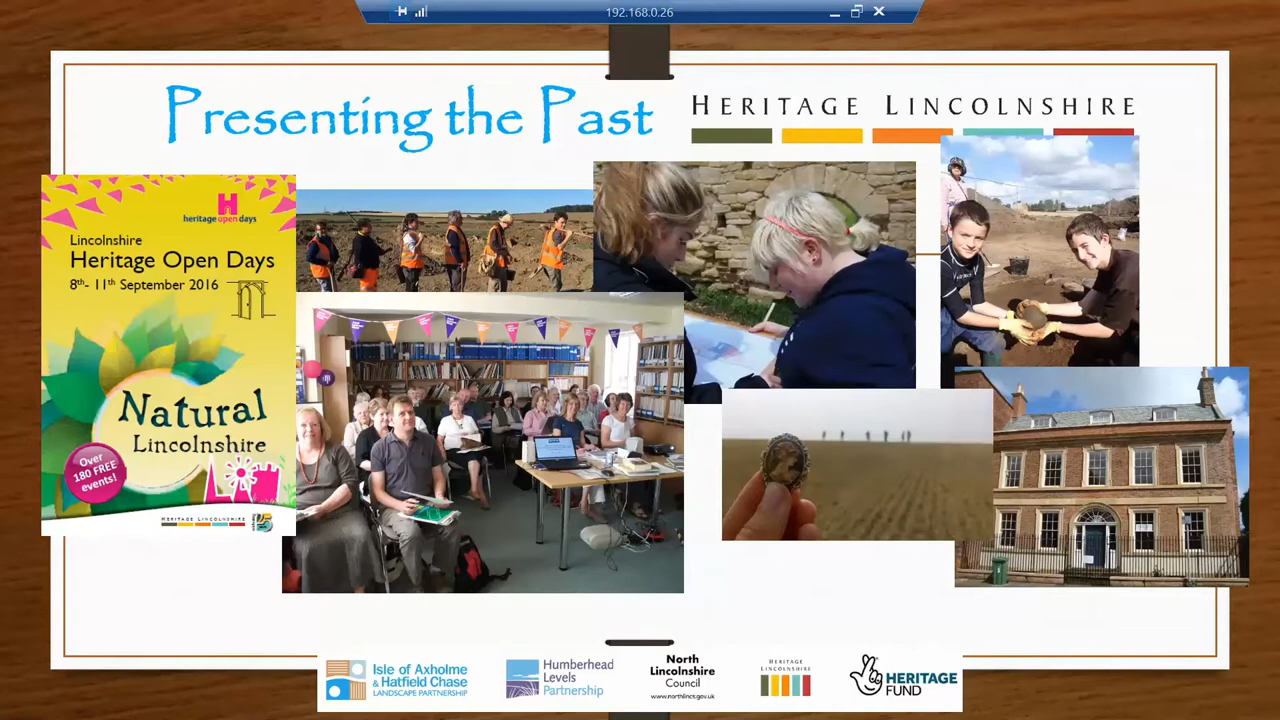 192.168.0.26
Presenting the Past
HERITAGE LINCOLNSHIRE
heritage open days
Lincolnshire
Heritage Open Days
8th- 11th September 2016
Natural
Lincolnshire
Over
180 FREE
events!
HERITAGE LINCOLNSHIRE
25
Isle of Axholme
& Hatfield Chase
LANDSCAPE PARTNERSHIP
Humberhead
Levels
Partnership
North
Lincolnshire
Council
www.northlincs.gov.uk
HERITAGE
LINCOLNSHIRE
HERITAGE
FUND